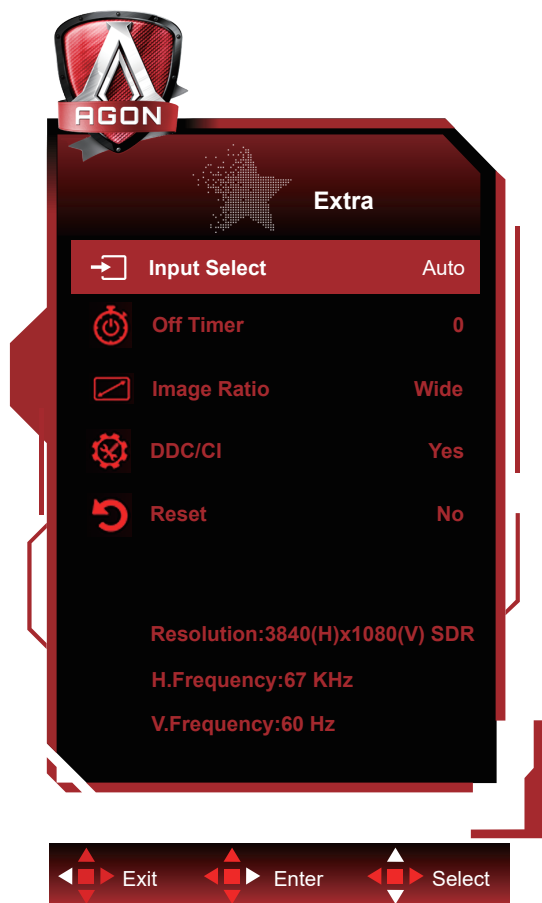 AGON
Extra
Input Select Auto
Off Timer 0
Image Ratio Wide
DDC/CI Yes
Reset No
Resolution:3840(H)x1080(V) SDR
H.Frequency:67 KHz
V.Frequency:60 Hz
Exit Enter Select